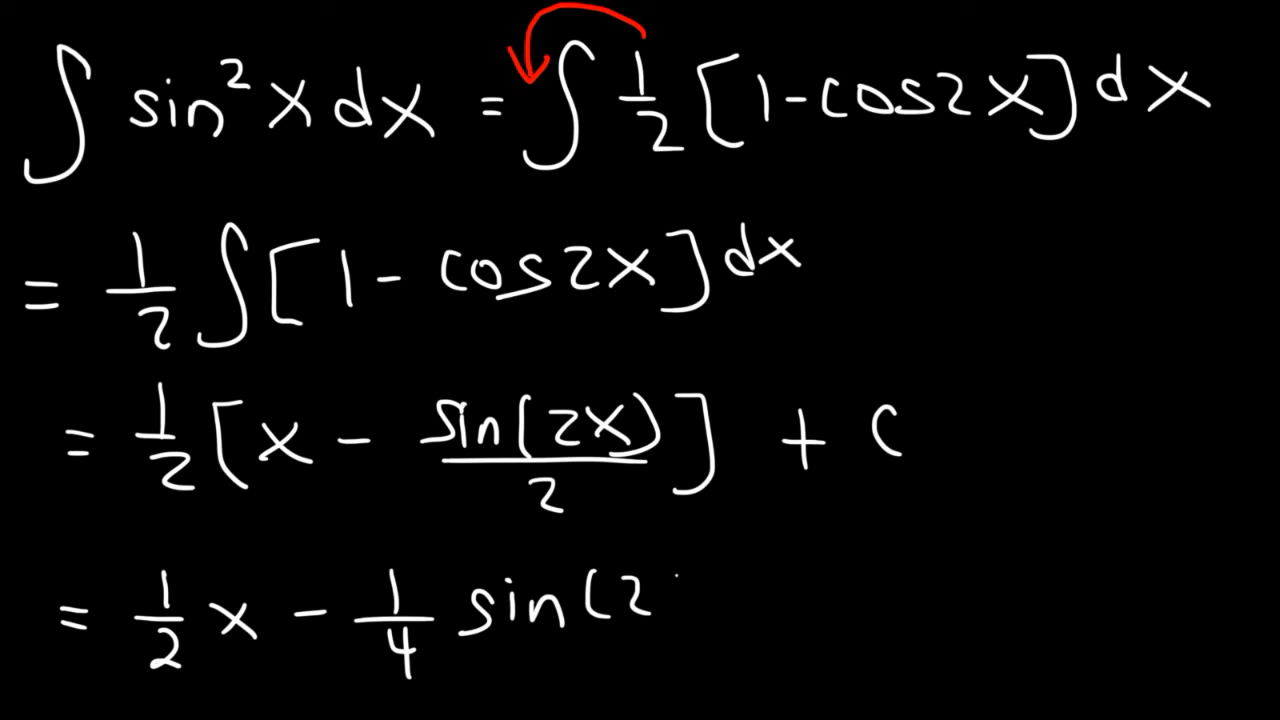 ∫ sin²x dx = ∫ 1/2 [1 - cos2x] dx
= 1/2 ∫ [1 - cos2x] dx
= 1/2 [x - sin(2x)/2] + C
= 1/2 x - 1/4 sin(2